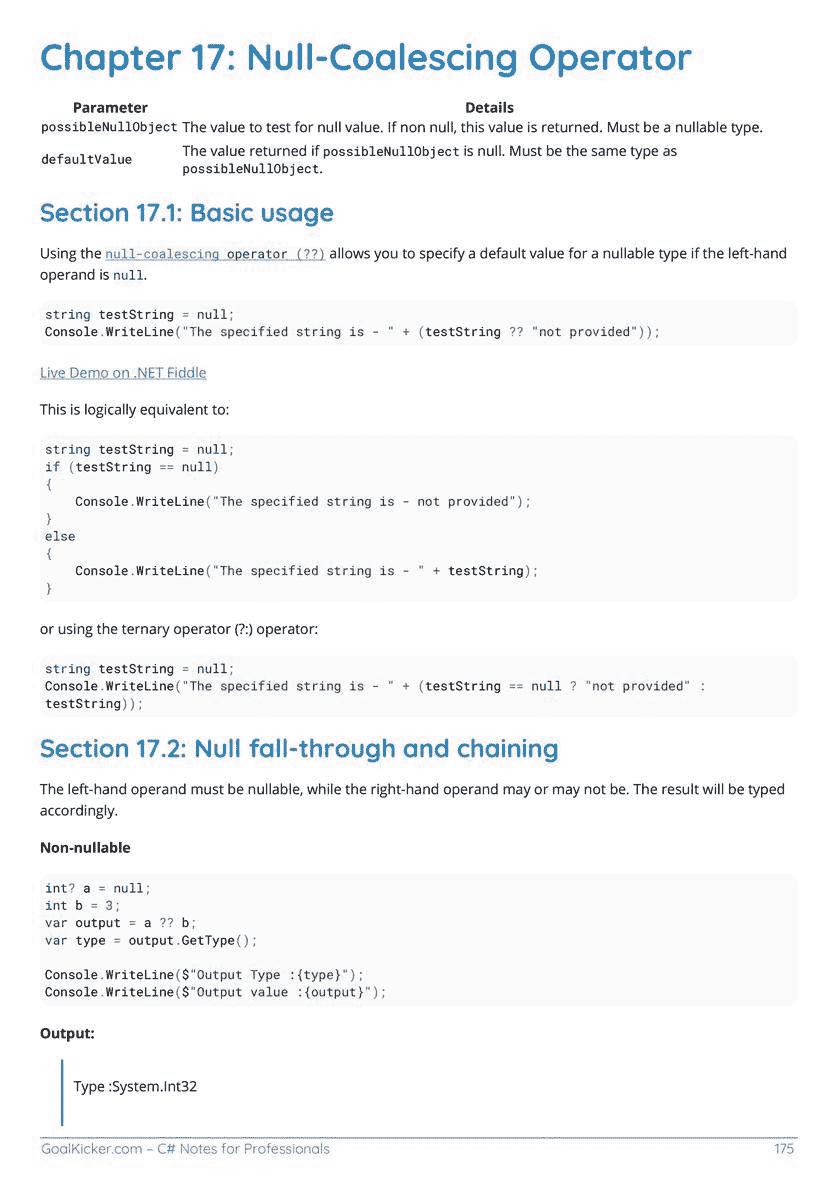 Chapter 17: Null-Coalescing Operator
Parameter Details
possibleNullObject The value to test for null value. If non null, this value is returned. Must be a nullable type.
defaultValue The value returned if possibleNullObject is null. Must be the same type as
possibleNullObject.
Section 17.1: Basic usage
Using the null-coalescing operator (??) allows you to specify a default value for a nullable type if the left-hand
operand is null.
string testString = null;
Console.WriteLine("The specified string is - " + (testString ?? "not provided"));
Live Demo on .NET Fiddle
This is logically equivalent to:
string testString = null;
if (testString == null)
{
    Console.WriteLine("The specified string is - not provided");
}
else
{
    Console.WriteLine("The specified string is - " + testString);
}
or using the ternary operator (?:) operator:
string testString = null;
Console.WriteLine("The specified string is - " + (testString == null ? "not provided" :
testString));
Section 17.2: Null fall-through and chaining
The left-hand operand must be nullable, while the right-hand operand may or may not be. The result will be typed
accordingly.
Non-nullable
int? a = null;
int b = 3;
var output = a ?? b;
var type = output.GetType();
Console.WriteLine($"Output Type :{type}");
Console.WriteLine($"Output value :{output}");
Output:
Type :System.Int32
GoalKicker.com – C# Notes for Professionals 175